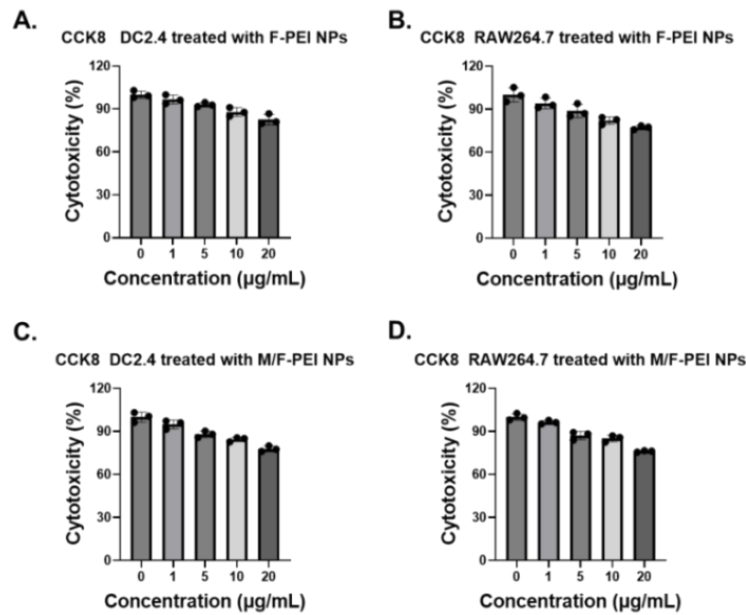 A.
CCK8 DC2.4 treated with F-PEI NPs
120
90
60
30
0
Cytotoxicity (%)
0 1 5 10 20
Concentration (µg/mL)
B.
CCK8 RAW264.7 treated with F-PEI NPs
120
90
60
30
0
Cytotoxicity (%)
0 1 5 10 20
Concentration (µg/mL)
C.
CCK8 DC2.4 treated with M/F-PEI NPs
120
90
60
30
0
Cytotoxicity (%)
0 1 5 10 20
Concentration (µg/mL)
D.
CCK8 RAW264.7 treated with M/F-PEI NPs
120
90
60
30
0
Cytotoxicity (%)
0 1 5 10 20
Concentration (µg/mL)